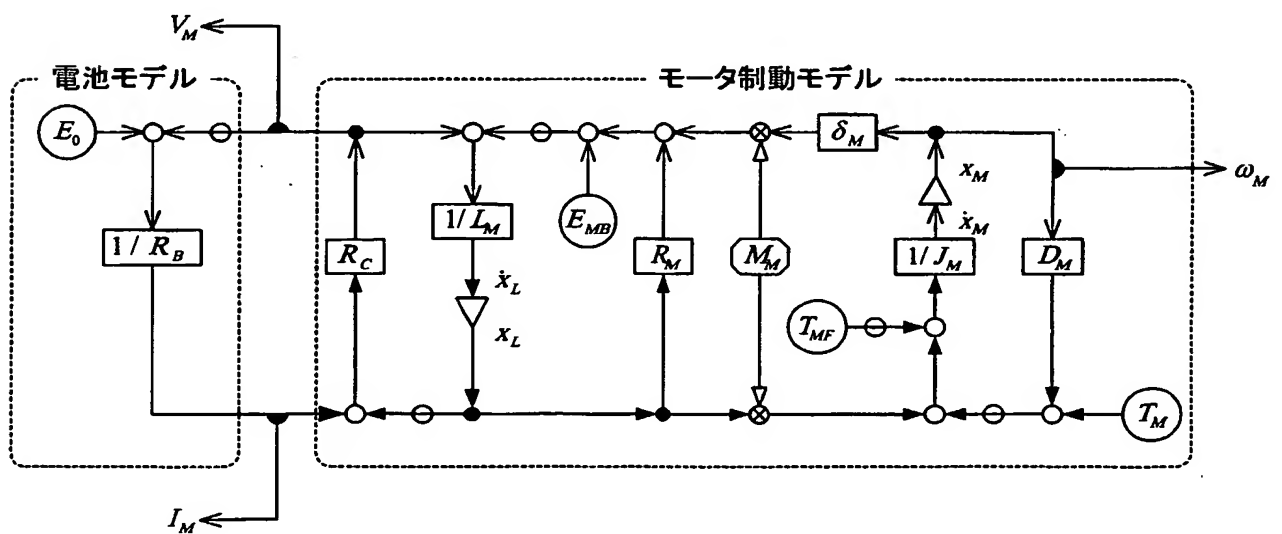 V_M
電池モデル
モータ制動モデル
E_0
δ_M
x_M
ω_M
1/L_M
E_MB
ẋ_M
1/R_B
R_C
R_M
M_M
1/J_M
D_M
ẋ_L
x_L
T_MF
T_M
I_M